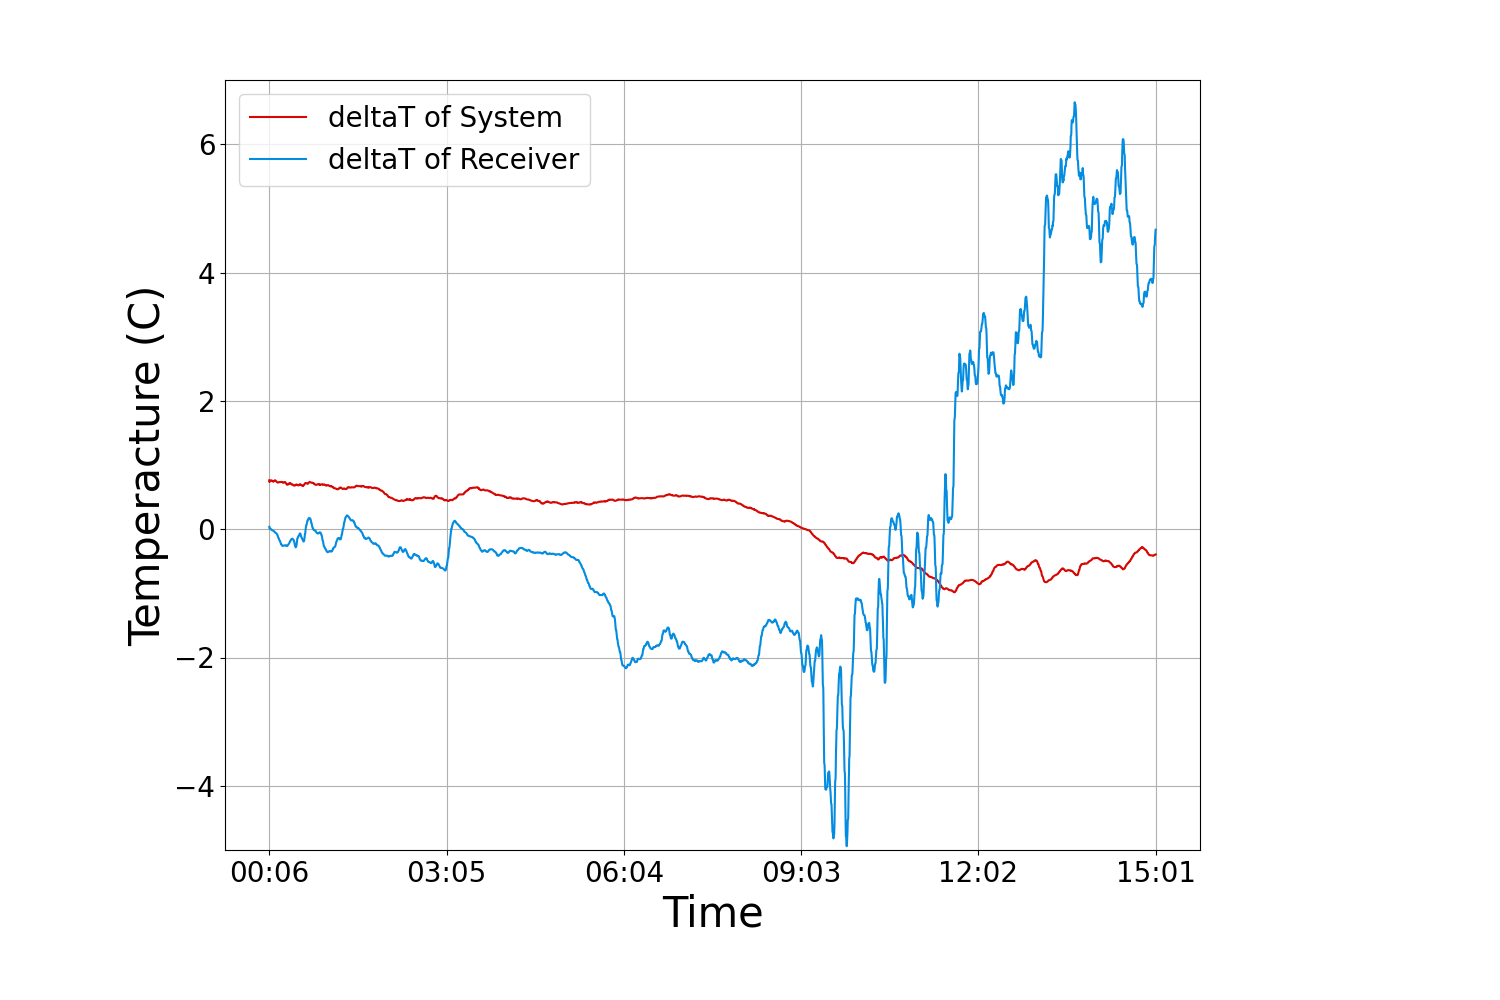 deltaT of System
deltaT of Receiver
6
4
2
0
−2
−4
Temperacture (C)
00:06 03:05 06:04 09:03 12:02 15:01
Time